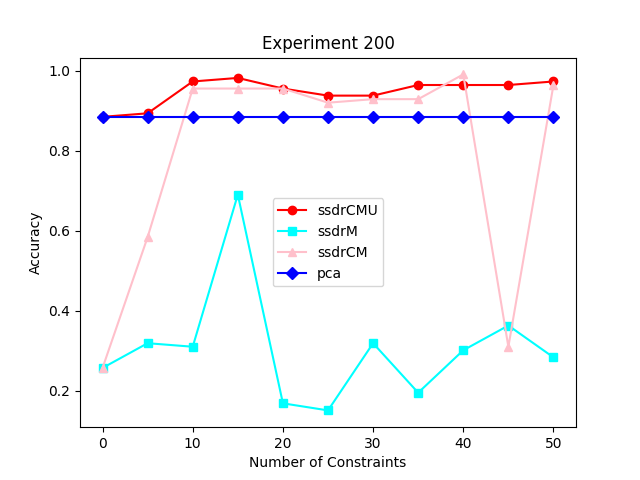 Experiment 200
Accuracy
1.0
0.8
0.6
0.4
0.2
ssdrCMU
ssdrM
ssdrCM
pca
0 10 20 30 40 50
Number of Constraints